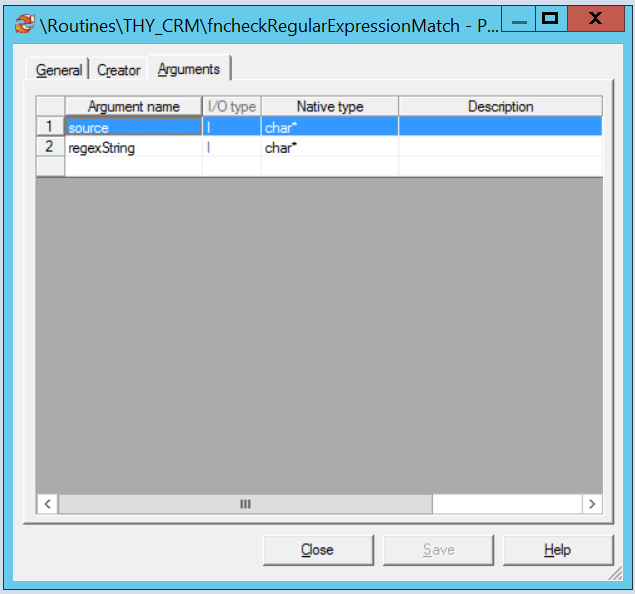 \Routines\THY_CRM\fncheckRegularExpressionMatch - P...
General Creator Arguments
Argument name I/O type Native type Description
1 source I char*
2 regexString I char*
Close Save Help